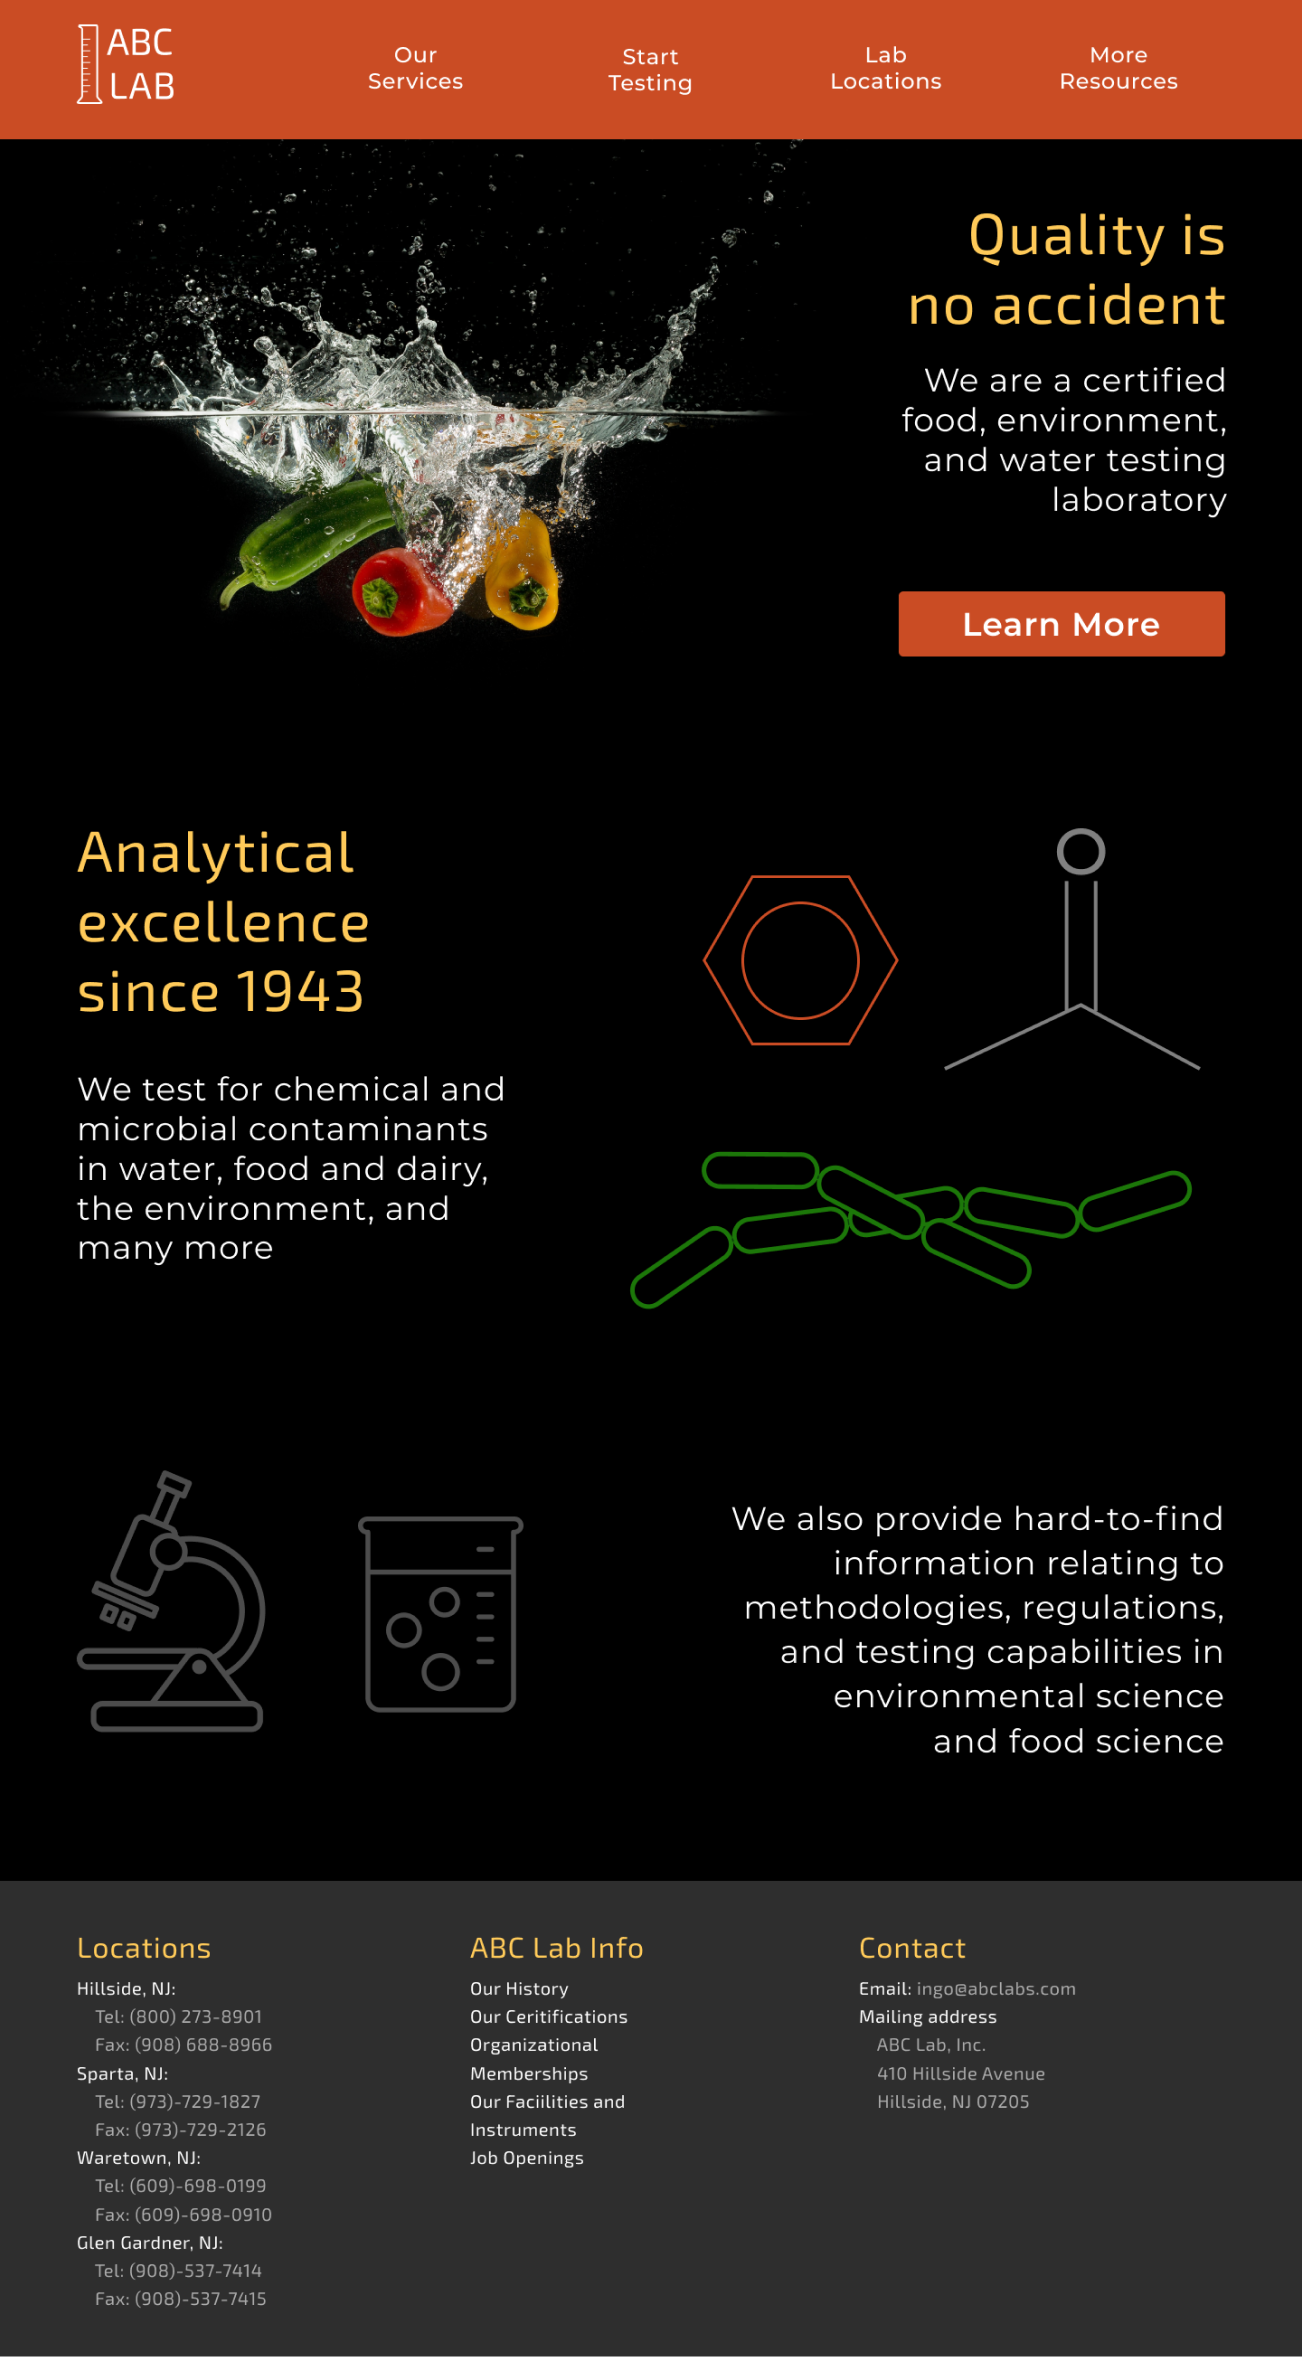 ABC
LAB
Our
Services
Start
Testing
Lab
Locations
More
Resources
Quality is
no accident
We are a certified
food, environment,
and water testing
laboratory
Learn More
Analytical
excellence
since 1943
We test for chemical and
microbial contaminants
in water, food and dairy,
the environment, and
many more
We also provide hard-to-find
information relating to
methodologies, regulations,
and testing capabilities in
environmental science
and food science
Locations
Hillside, NJ:
Tel: (800) 273-8901
Fax: (908) 688-8966
Sparta, NJ:
Tel: (973)-729-1827
Fax: (973)-729-2126
Waretown, NJ:
Tel: (609)-698-0199
Fax: (609)-698-0910
Glen Gardner, NJ:
Tel: (908)-537-7414
Fax: (908)-537-7415
ABC Lab Info
Our History
Our Ceritifications
Organizational
Memberships
Our Faciilities and
Instruments
Job Openings
Contact
Email: ingo@abclabs.com
Mailing address
ABC Lab, Inc.
410 Hillside Avenue
Hillside, NJ 07205